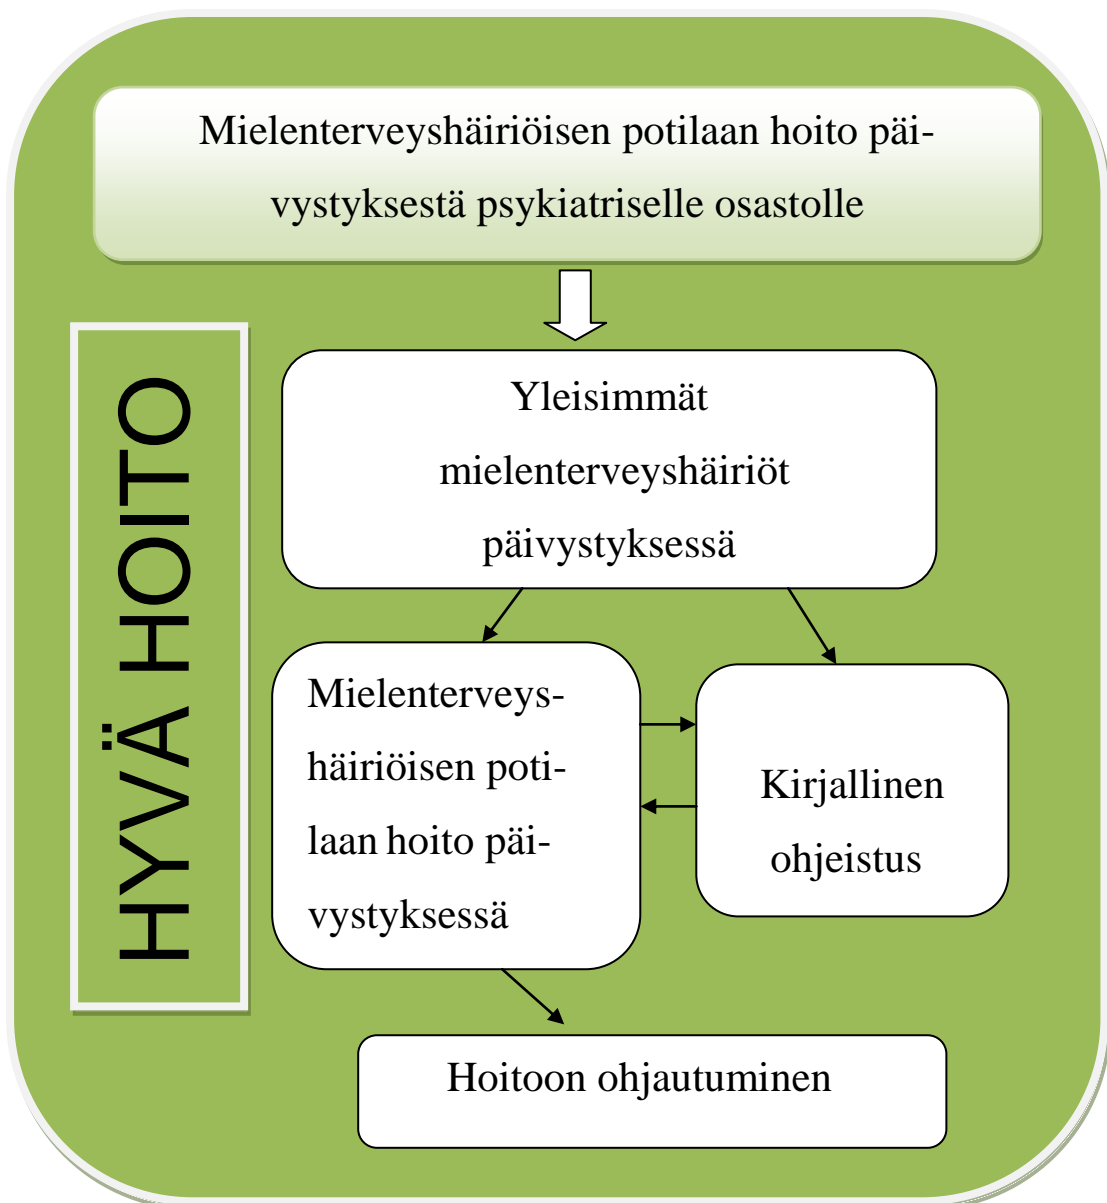 Mielenterveyshäiriöisen potilaan hoito päi-
vystyksestä psykiatriselle osastolle
HYVÄ HOITO
Yleisimmät
mielenterveyshäiriöt
päivystyksessä
Mielenterveys-
häiriöisen poti-
laan hoito päi-
vystyksessä
Kirjallinen
ohjeistus
Hoitoon ohjautuminen